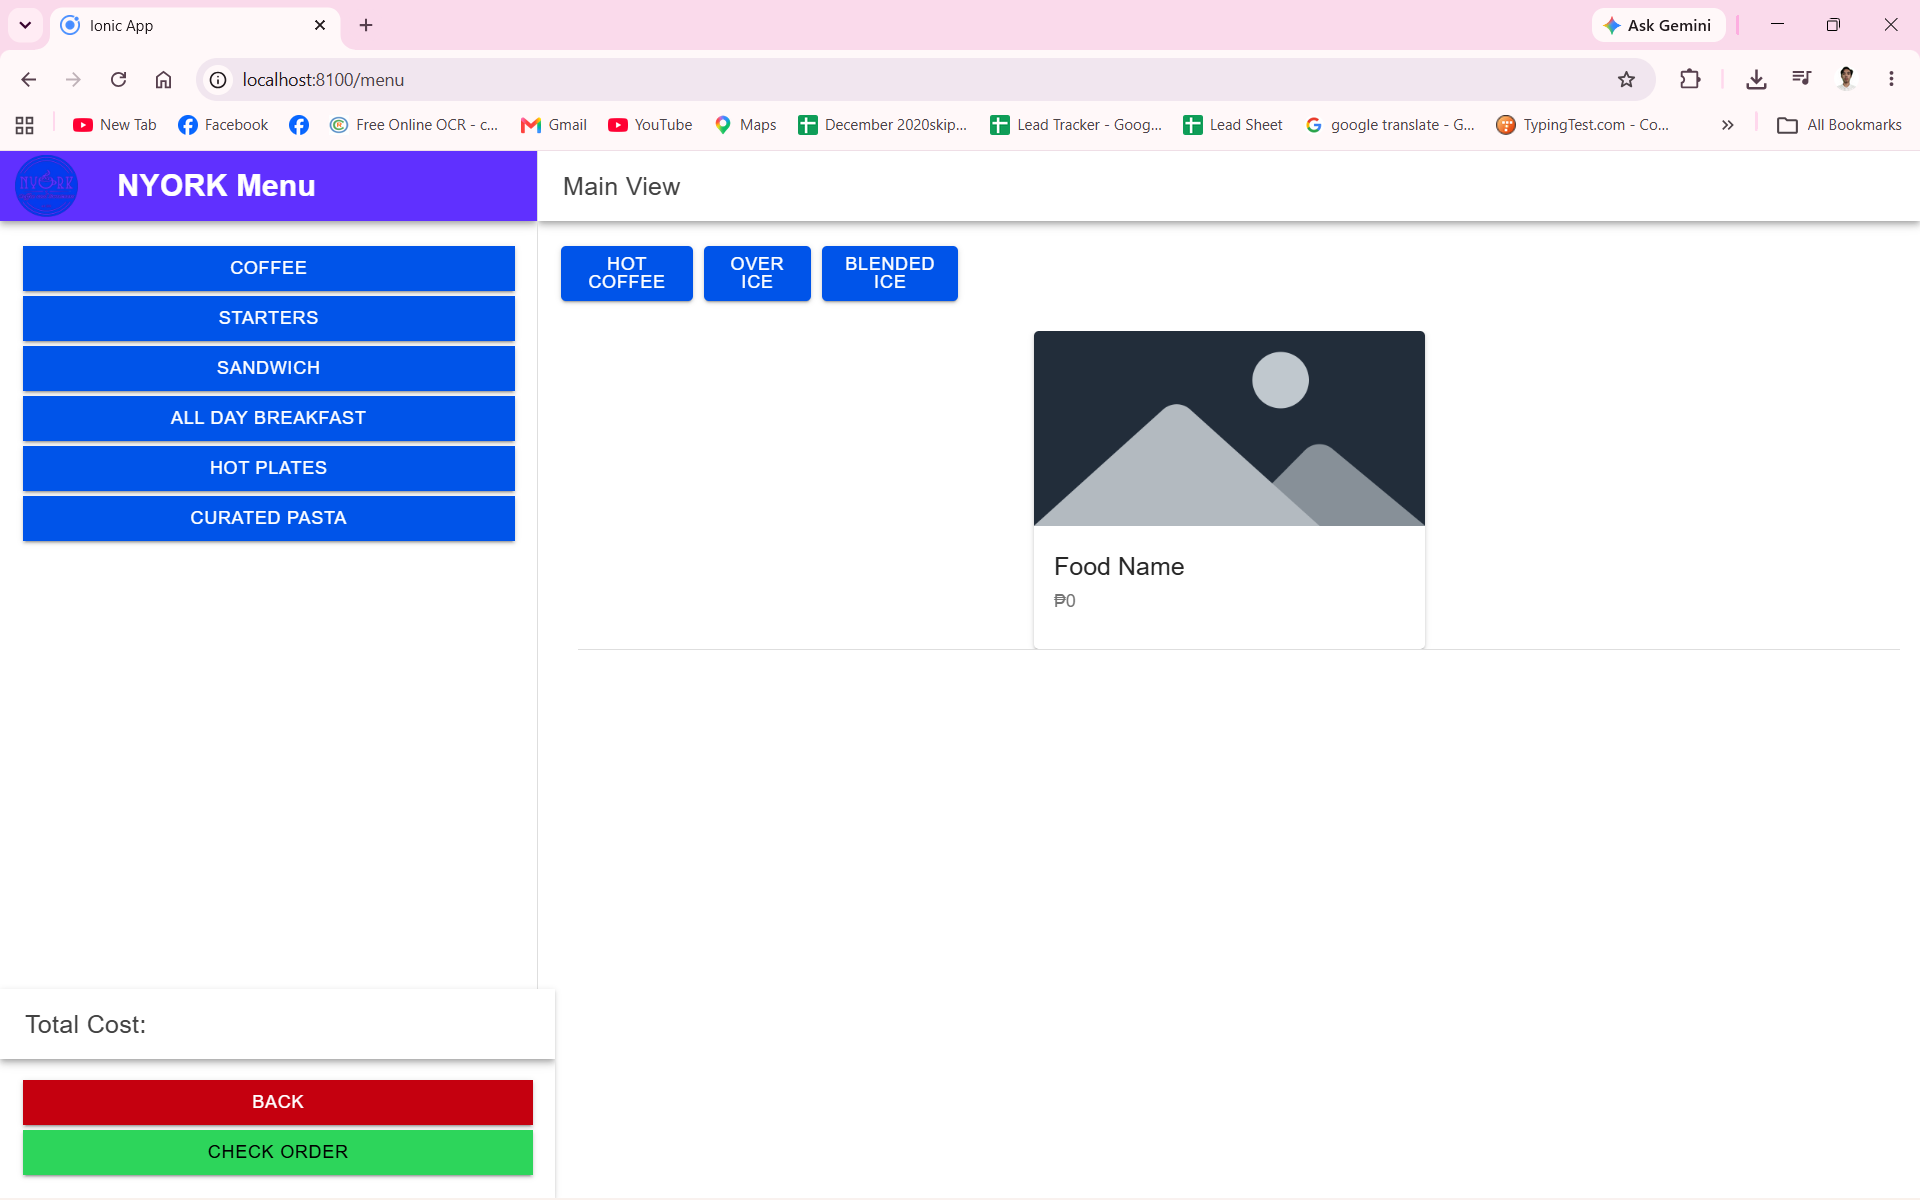 Ionic App
Ask Gemini
localhost:8100/menu
New Tab
Facebook
Free Online OCR - c...
Gmail
YouTube
Maps
December 2020skip...
Lead Tracker - Goog...
Lead Sheet
google translate - G...
TypingTest.com - Co...
All Bookmarks
NYORK
NYORK Menu
Main View
COFFEE
STARTERS
SANDWICH
ALL DAY BREAKFAST
HOT PLATES
CURATED PASTA
HOT
COFFEE
OVER
ICE
BLENDED
ICE
Food Name
₱0
Total Cost:
BACK
CHECK ORDER